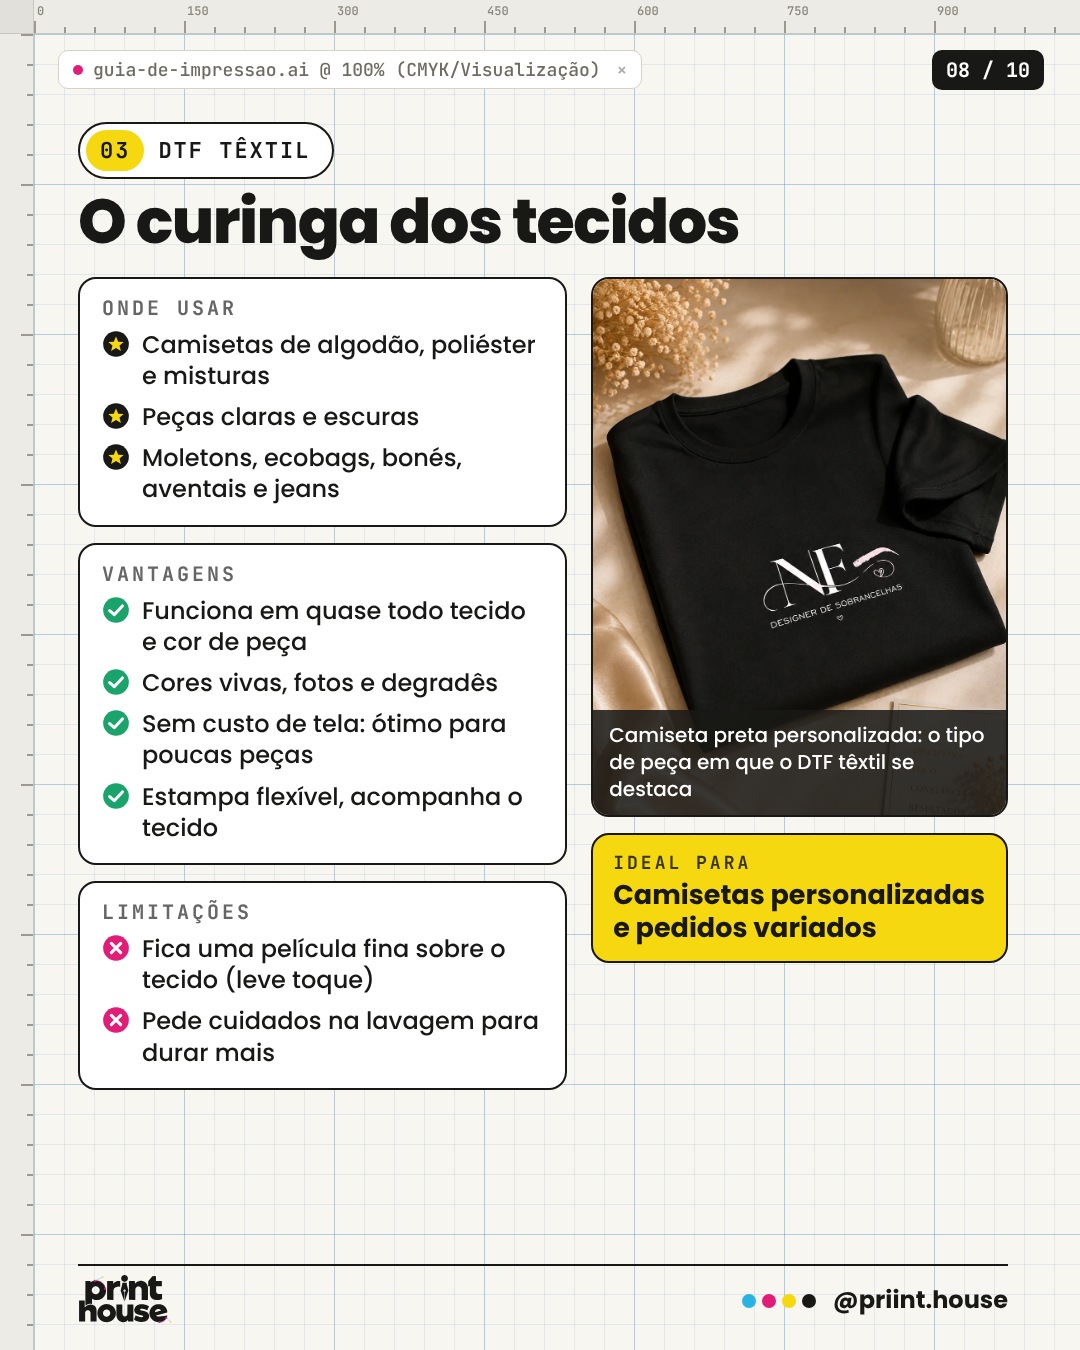 0 150 300 450 600 750 900
guia-de-impressao.ai @ 100% (CMYK/Visualização) ×
08 / 10
03 DTF TÊXTIL
O curinga dos tecidos
ONDE USAR
Camisetas de algodão, poliéster
e misturas
Peças claras e escuras
Moletons, ecobags, bonés,
aventais e jeans
VANTAGENS
Funciona em quase todo tecido
e cor de peça
Cores vivas, fotos e degradês
Sem custo de tela: ótimo para
poucas peças
Estampa flexível, acompanha o
tecido
LIMITAÇÕES
Fica uma película fina sobre o
tecido (leve toque)
Pede cuidados na lavagem para
durar mais
NF
DESIGNER DE SOBRANCELHAS
Camiseta preta personalizada: o tipo
de peça em que o DTF têxtil se
destaca
IDEAL PARA
Camisetas personalizadas
e pedidos variados
print
house
@priint.house